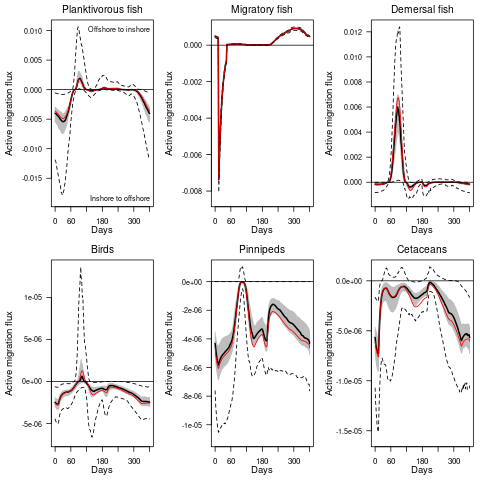 Planktivorous fish
Active migration flux
0.010
0.005
0.000
-0.005
-0.010
-0.015
Offshore to inshore
Inshore to offshore
0 60 180 300
Days
Migratory fish
Active migration flux
0.000
-0.002
-0.004
-0.006
-0.008
0 60 180 300
Days
Demersal fish
Active migration flux
0.012
0.010
0.008
0.006
0.004
0.002
0.000
0 60 180 300
Days
Birds
Active migration flux
1e-05
5e-06
0e+00
-5e-06
0 60 180 300
Days
Pinnipeds
Active migration flux
0e+00
-2e-06
-4e-06
-6e-06
-8e-06
-1e-05
0 60 180 300
Days
Cetaceans
Active migration flux
0.0e+00
-5.0e-06
-1.0e-05
-1.5e-05
0 60 180 300
Days